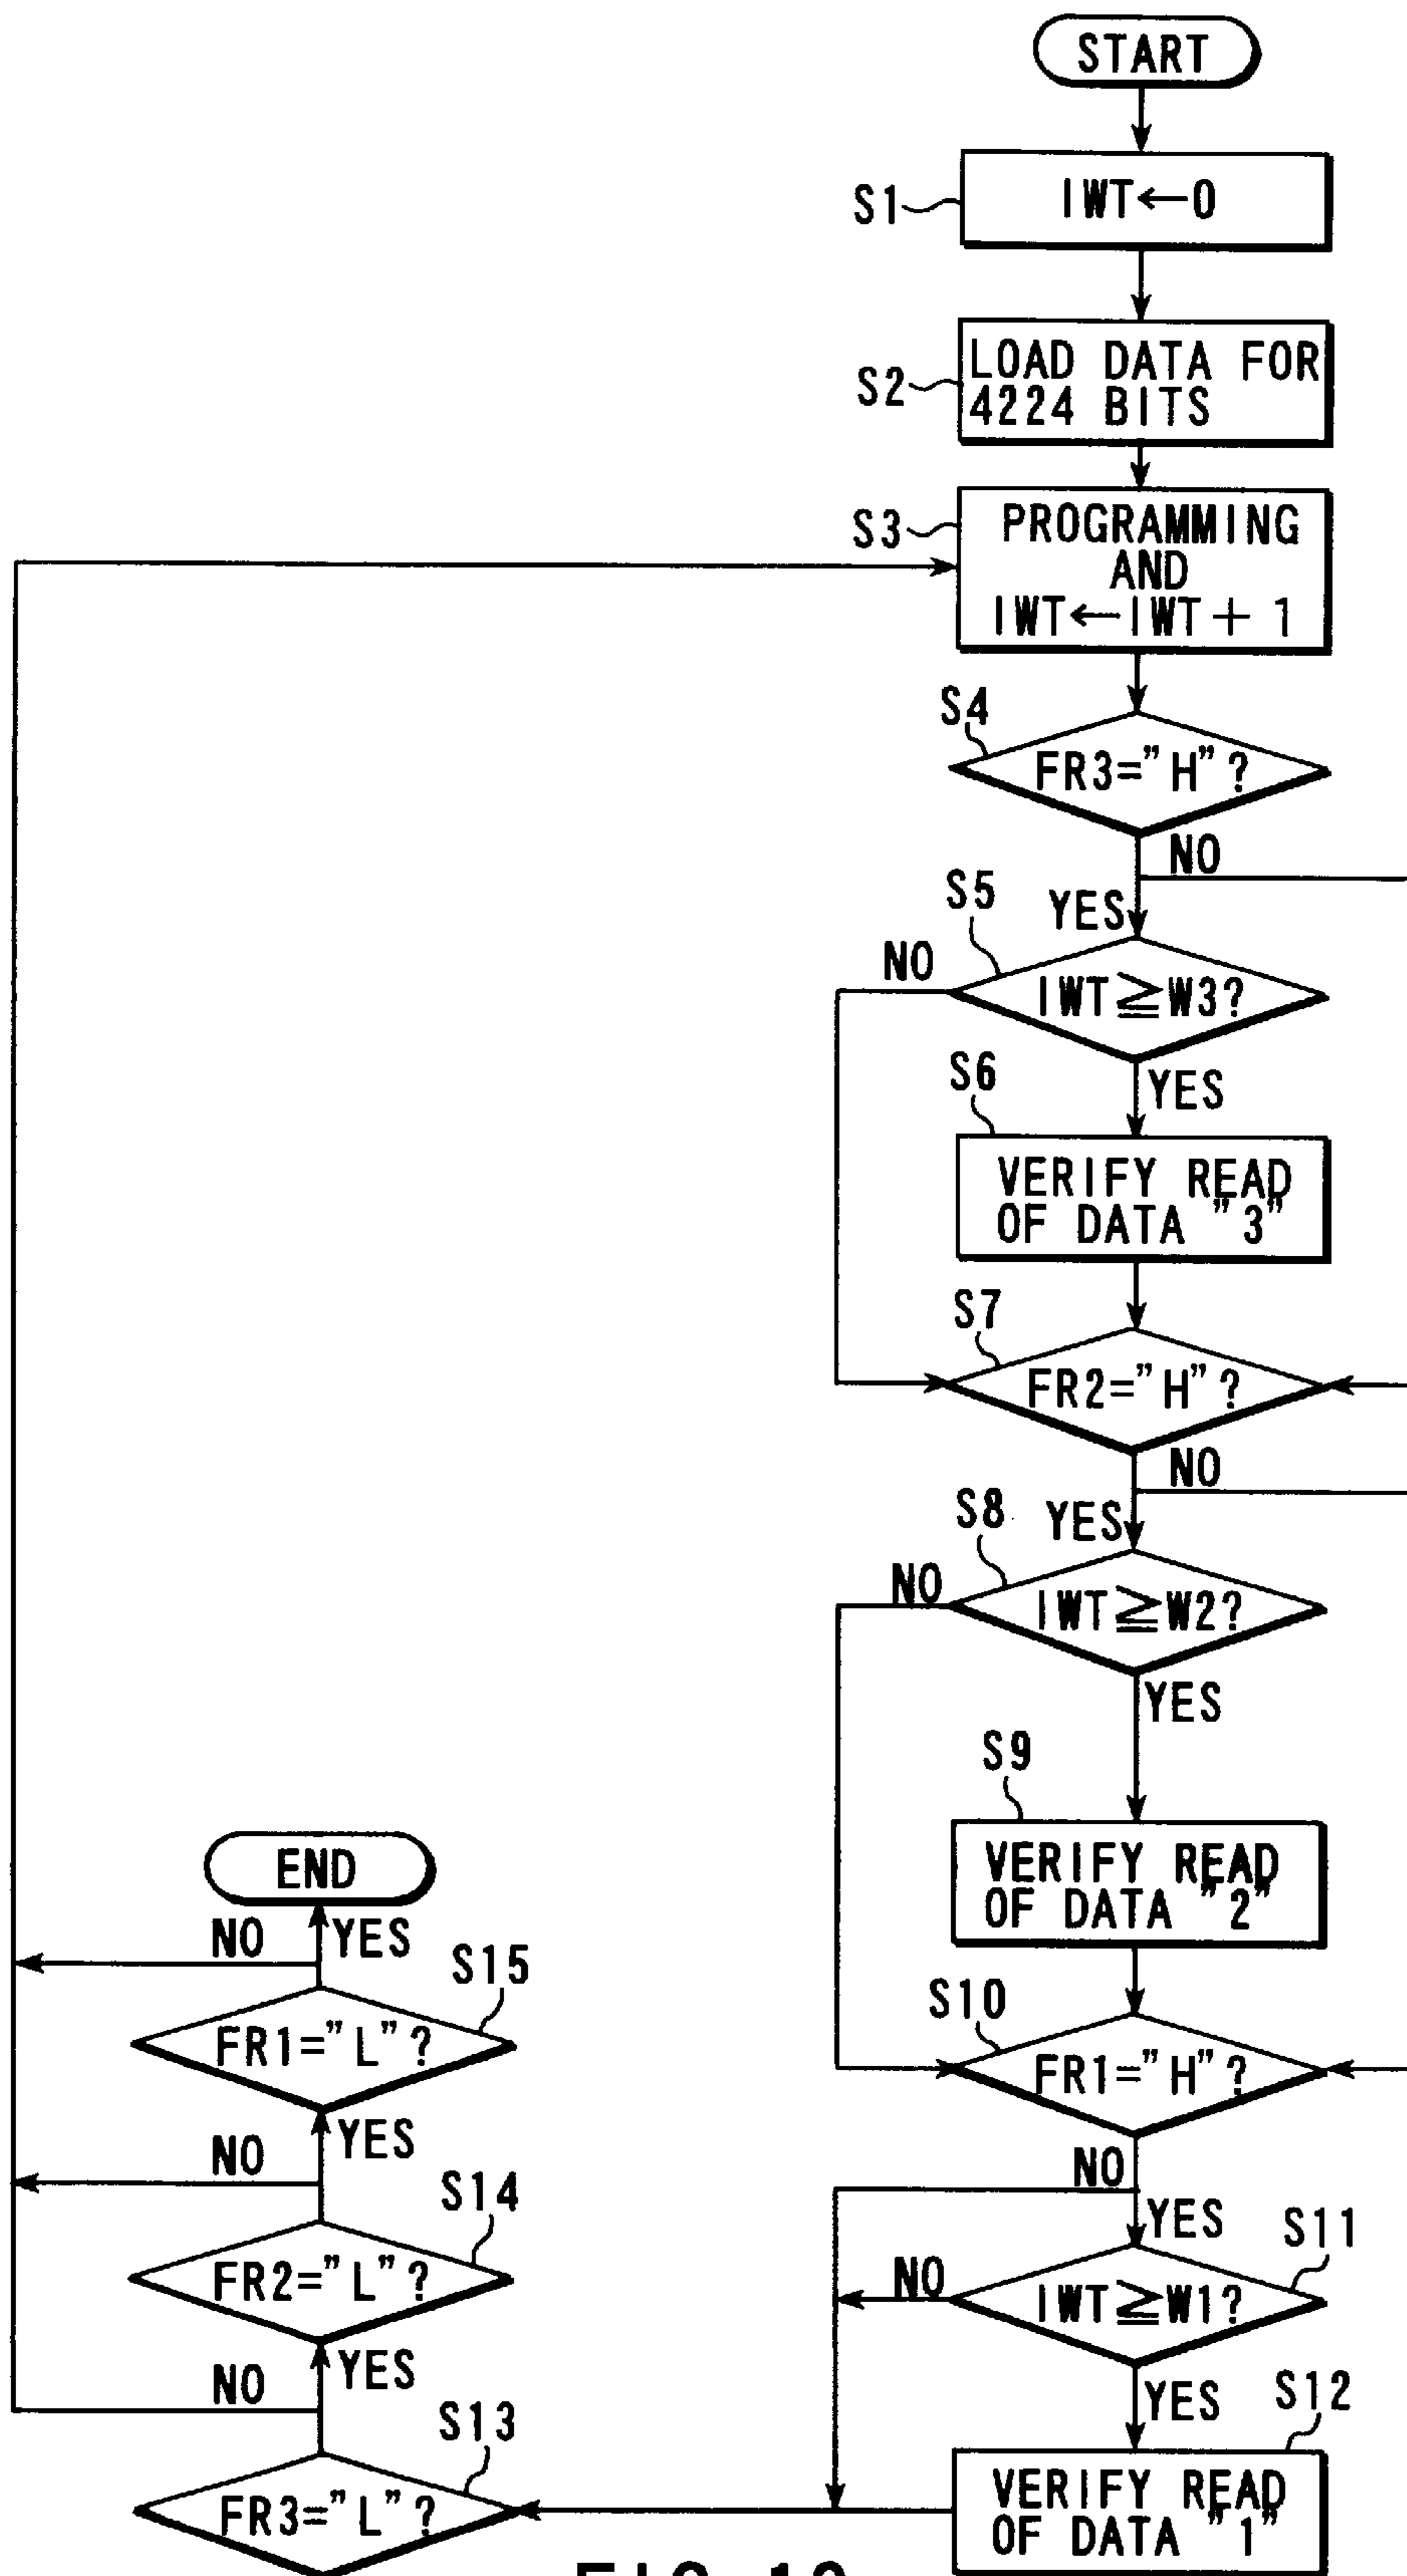 START
S1
IWT←0
S2
LOAD DATA FOR
4224 BITS
S3
PROGRAMMING
AND
IWT←IWT + 1
S4
FR3="H"?
NO
YES
S5
NO
IWT≧W3?
YES
S6
VERIFY READ
OF DATA "3"
S7
FR2="H"?
NO
YES
S8
NO
IWT≧W2?
YES
S9
VERIFY READ
OF DATA "2"
S10
FR1="H"?
NO
YES
S11
NO
IWT≧W1?
YES
S12
VERIFY READ
OF DATA "1"
S13
FR3="L"?
NO
YES
S14
FR2="L"?
NO
YES
S15
FR1="L"?
NO
YES
END